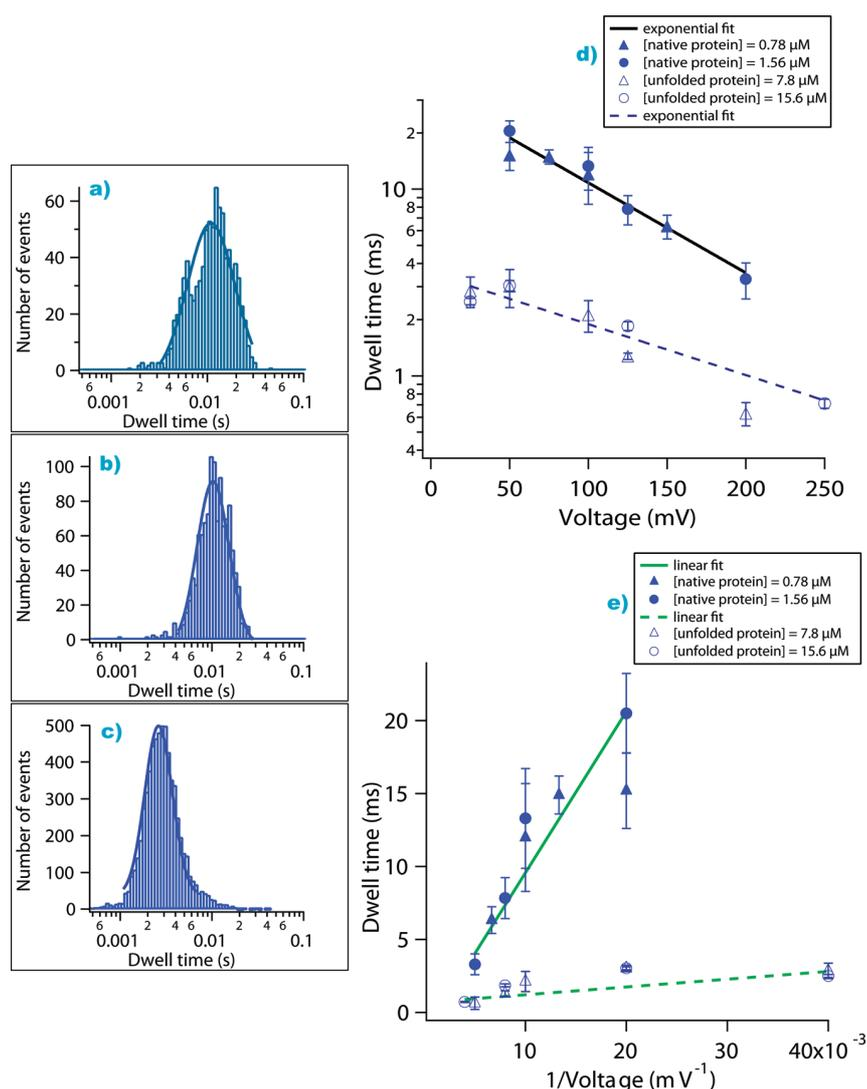 a)
Number of events
60
40
20
0
6
2
4
6
2
4
6
0.001
0.01
0.1
Dwell time (s)
b)
Number of events
100
80
60
40
20
0
6
2
4
6
2
4
6
0.001
0.01
0.1
Dwell time (s)
c)
Number of events
500
400
300
200
100
0
6
2
4
6
2
4
6
0.001
0.01
0.1
Dwell time (s)
d)
exponential fit
[native protein] = 0.78 µM
[native protein] = 1.56 µM
[unfolded protein] = 7.8 µM
[unfolded protein] = 15.6 µM
exponential fit
Dwell time (ms)
2
10
8
6
4
2
1
8
6
4
0
50
100
150
200
250
Voltage (mV)
e)
linear fit
[native protein] = 0.78 µM
[native protein] = 1.56 µM
linear fit
[unfolded protein] = 7.8 µM
[unfolded protein] = 15.6 µM
Dwell time (ms)
20
15
10
5
0
10
20
30
40x10 -3
1/Voltage (m V-1)